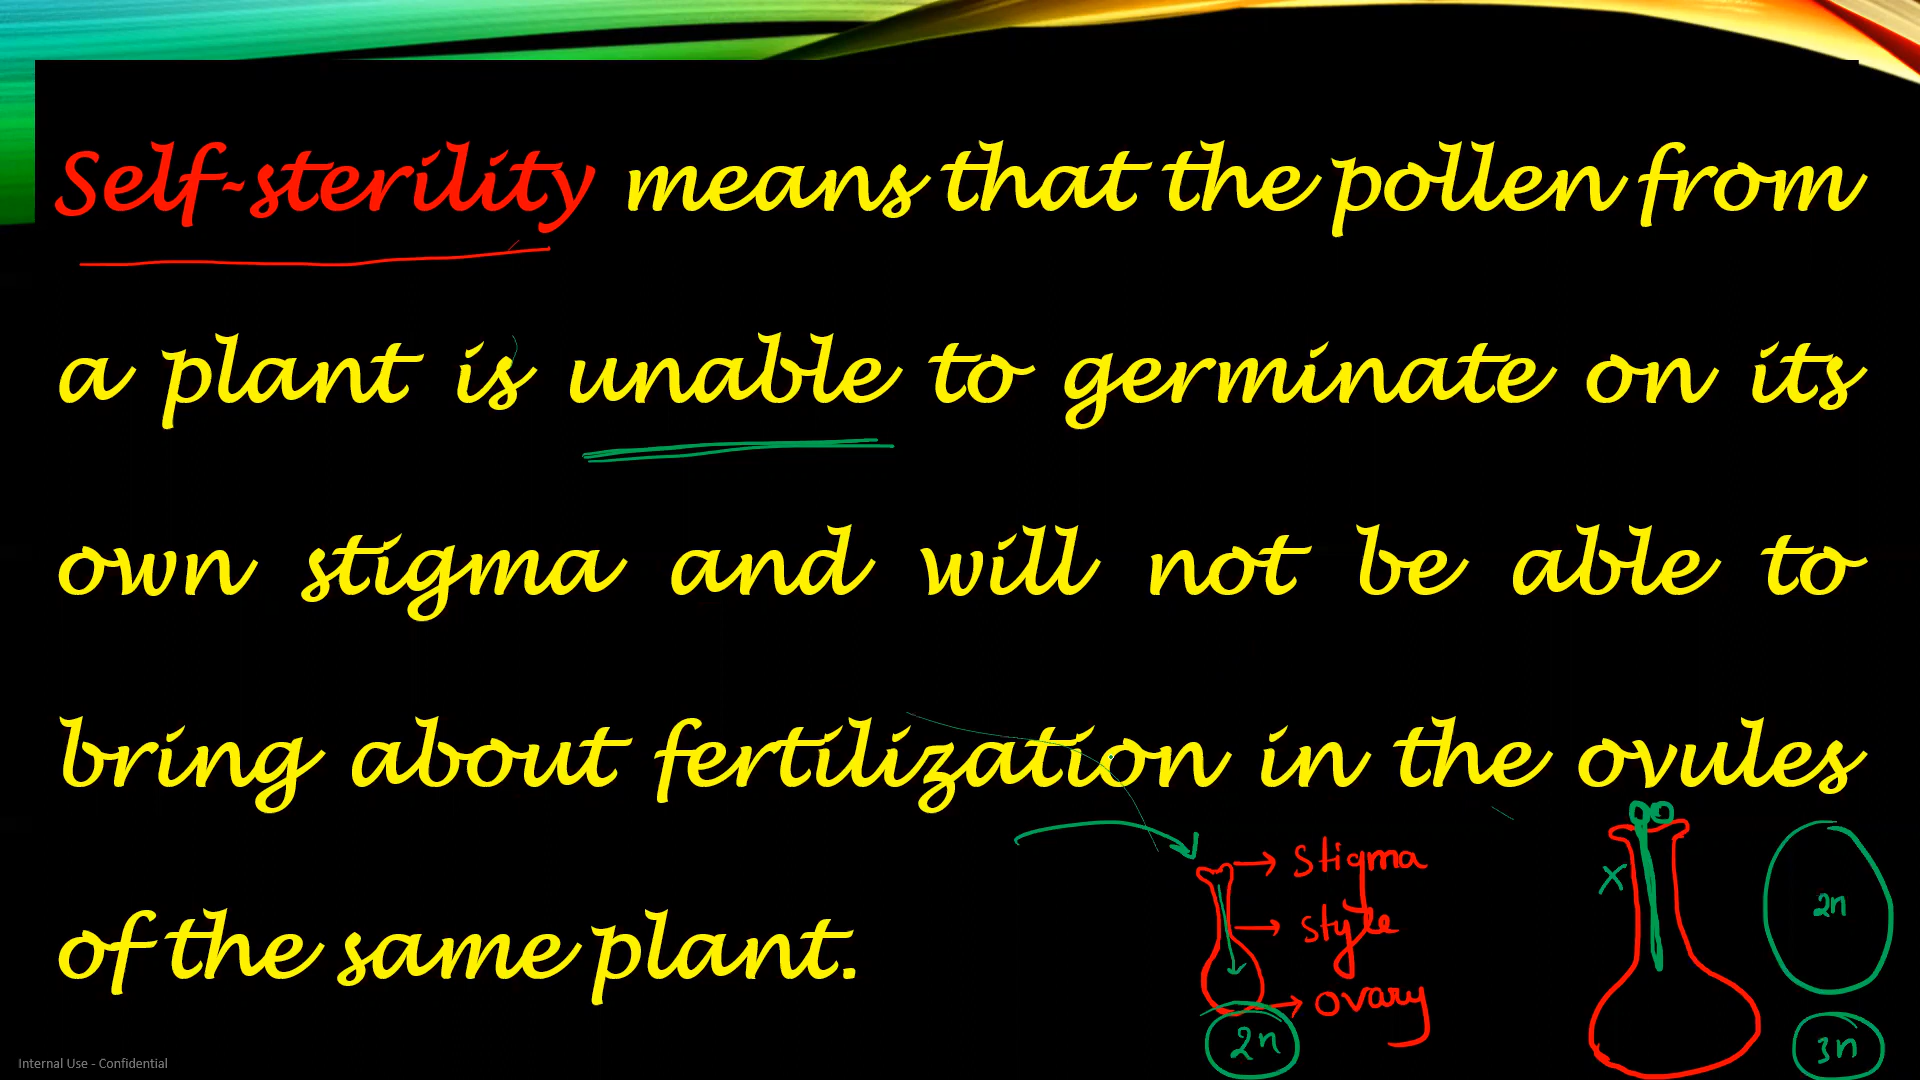 Self-sterility means that the pollen from
a plant is unable to germinate on its
own stigma and will not be able to
bring about fertilization in the ovules
of the same plant.
Stigma
style
ovary
2n
x
2n
3n
Internal Use - Confidential